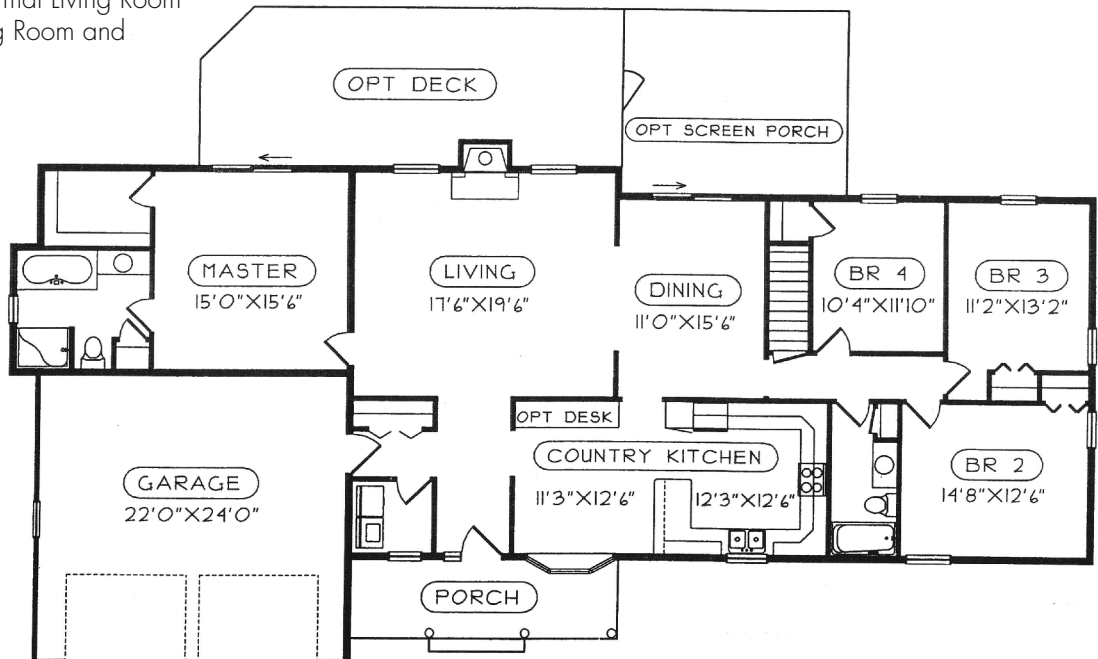 mal Living Room
g Room and
OPT DECK
OPT SCREEN PORCH
MASTER
15'0"X15'6"
LIVING
17'6"X19'6"
DINING
11'0"X15'6"
BR 4
10'4"X11'10"
BR 3
11'2"X13'2"
OPT DESK
COUNTRY KITCHEN
11'3"X12'6"
12'3"X12'6"
BR 2
14'8"X12'6"
GARAGE
22'0"X24'0"
PORCH